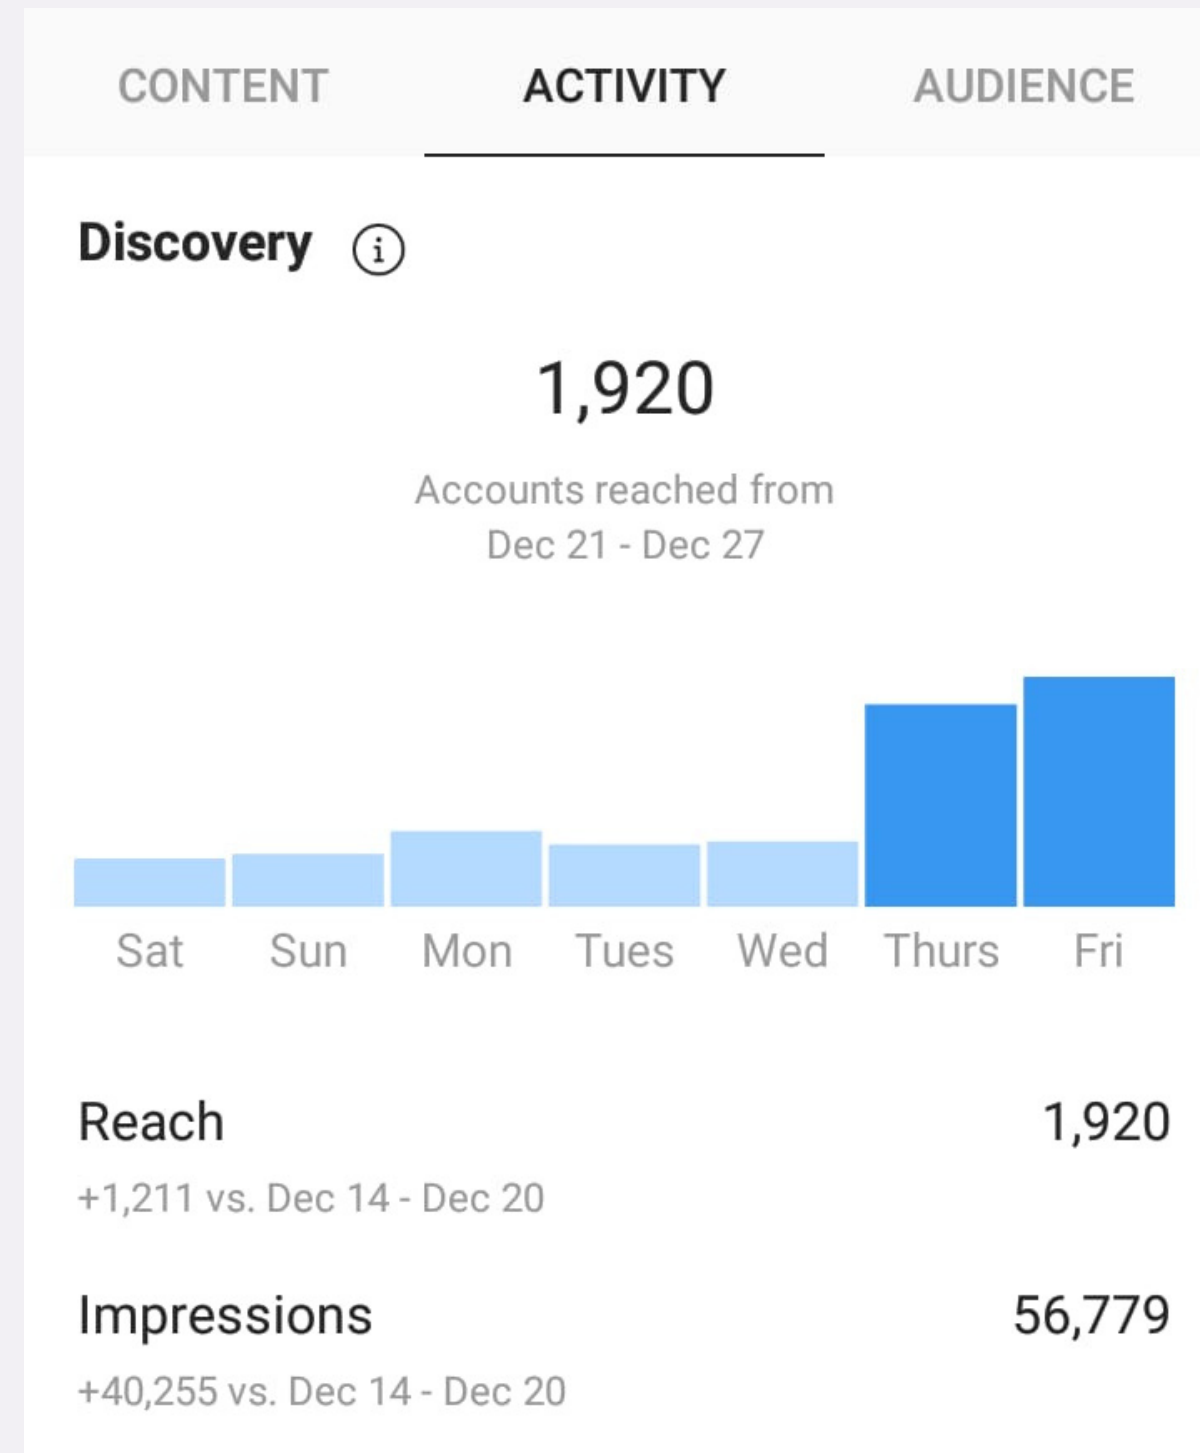 CONTENT ACTIVITY AUDIENCE
Discovery
1,920
Accounts reached from
Dec 21 - Dec 27
Sat Sun Mon Tues Wed Thurs Fri
Reach 1,920
+1,211 vs. Dec 14 - Dec 20
Impressions 56,779
+40,255 vs. Dec 14 - Dec 20